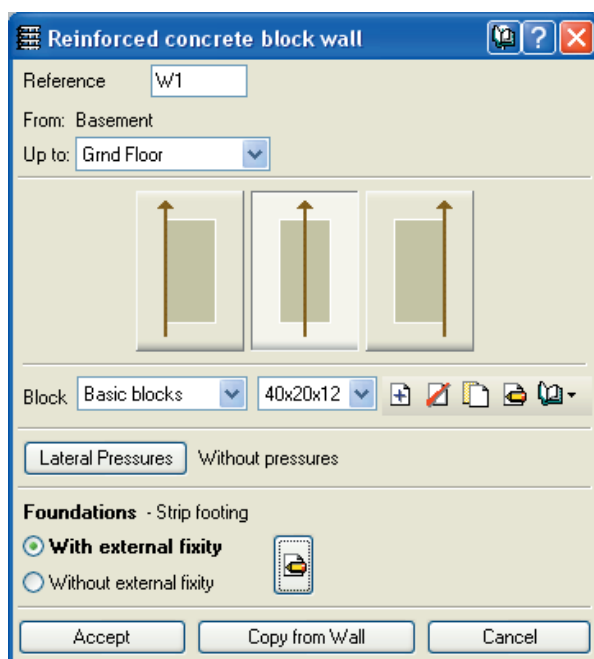 Reinforced concrete block wall
Reference W1
From: Basement
Up to: Grnd Floor
Block Basic blocks 40x20x12
Lateral Pressures Without pressures
Foundations - Strip footing
With external fixity
Without external fixity
Accept Copy from Wall Cancel